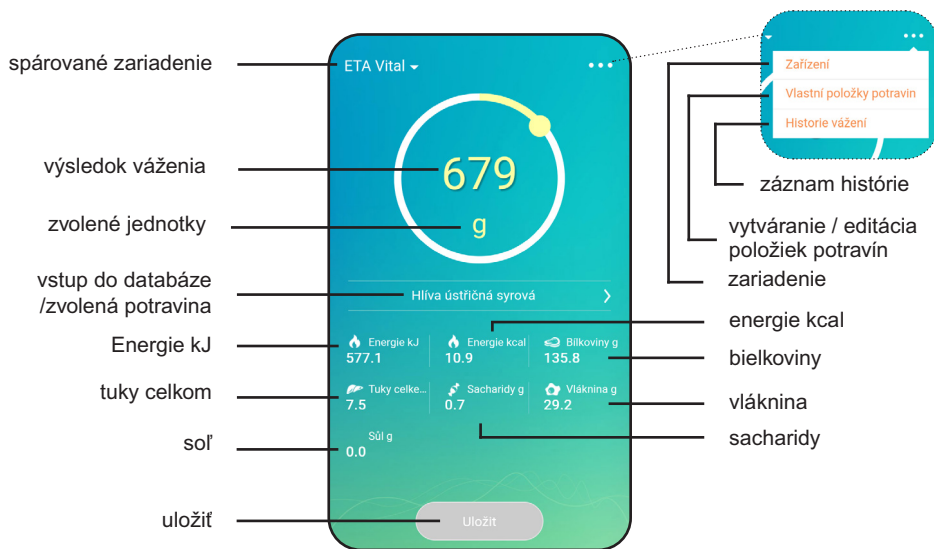 spárované zariadenie
výsledok váženia
zvolené jednotky
vstup do databáze
/zvolená potravina
Energie kJ
tuky celkom
soľ
uložiť
ETA Vital
679
g
Hlíva ústřičná syrová
Energie kJ
577.1
Energie kcal
10.9
Bílkoviny g
135.8
Tuky celke...
7.5
Sacharidy g
0.7
Vláknina g
29.2
Sůl g
0.0
Uložit
Zařízení
Vlastní položky potravin
Historie vážení
záznam histórie
vytváranie / editácia
položiek potravín
zariadenie
energie kcal
bielkoviny
vláknina
sacharidy